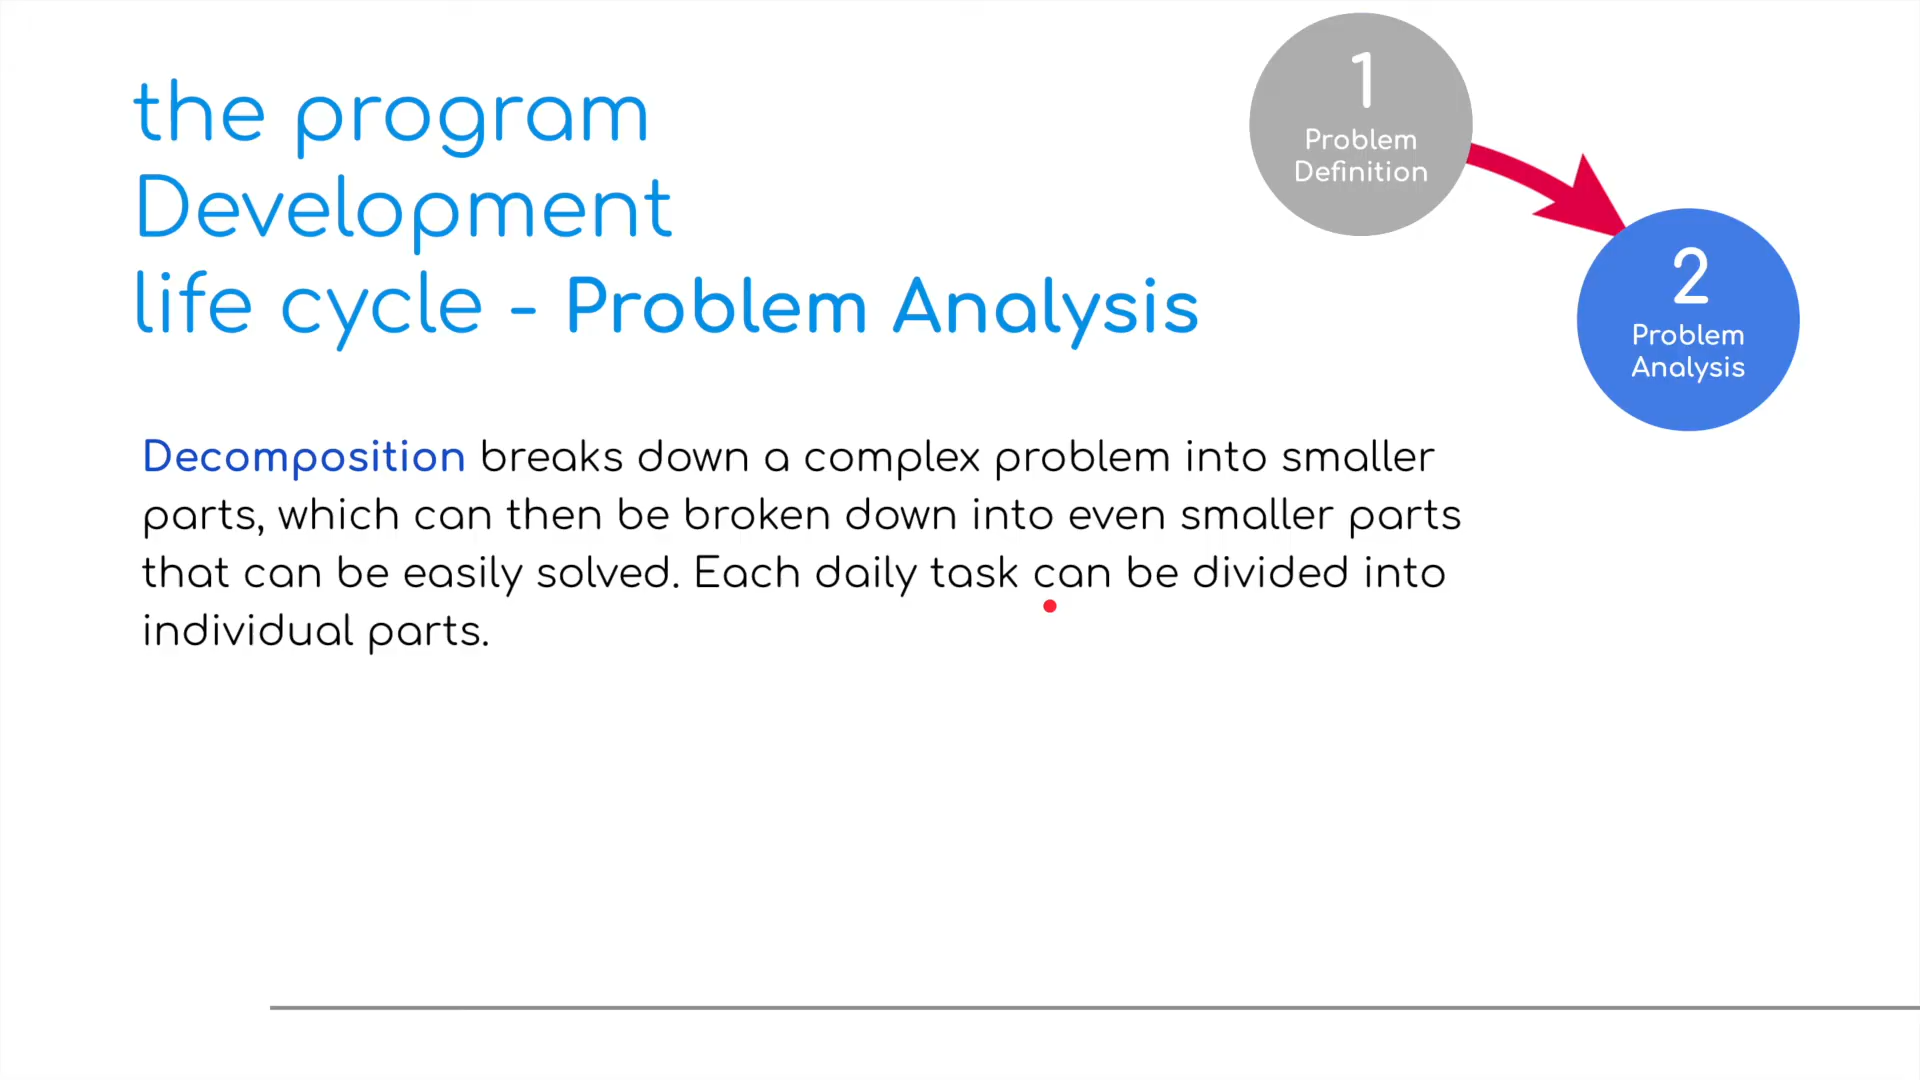 the program
Development
life cycle - Problem Analysis
1
Problem
Definition
2
Problem
Analysis
Decomposition breaks down a complex problem into smaller
parts, which can then be broken down into even smaller parts
that can be easily solved. Each daily task can be divided into
individual parts.